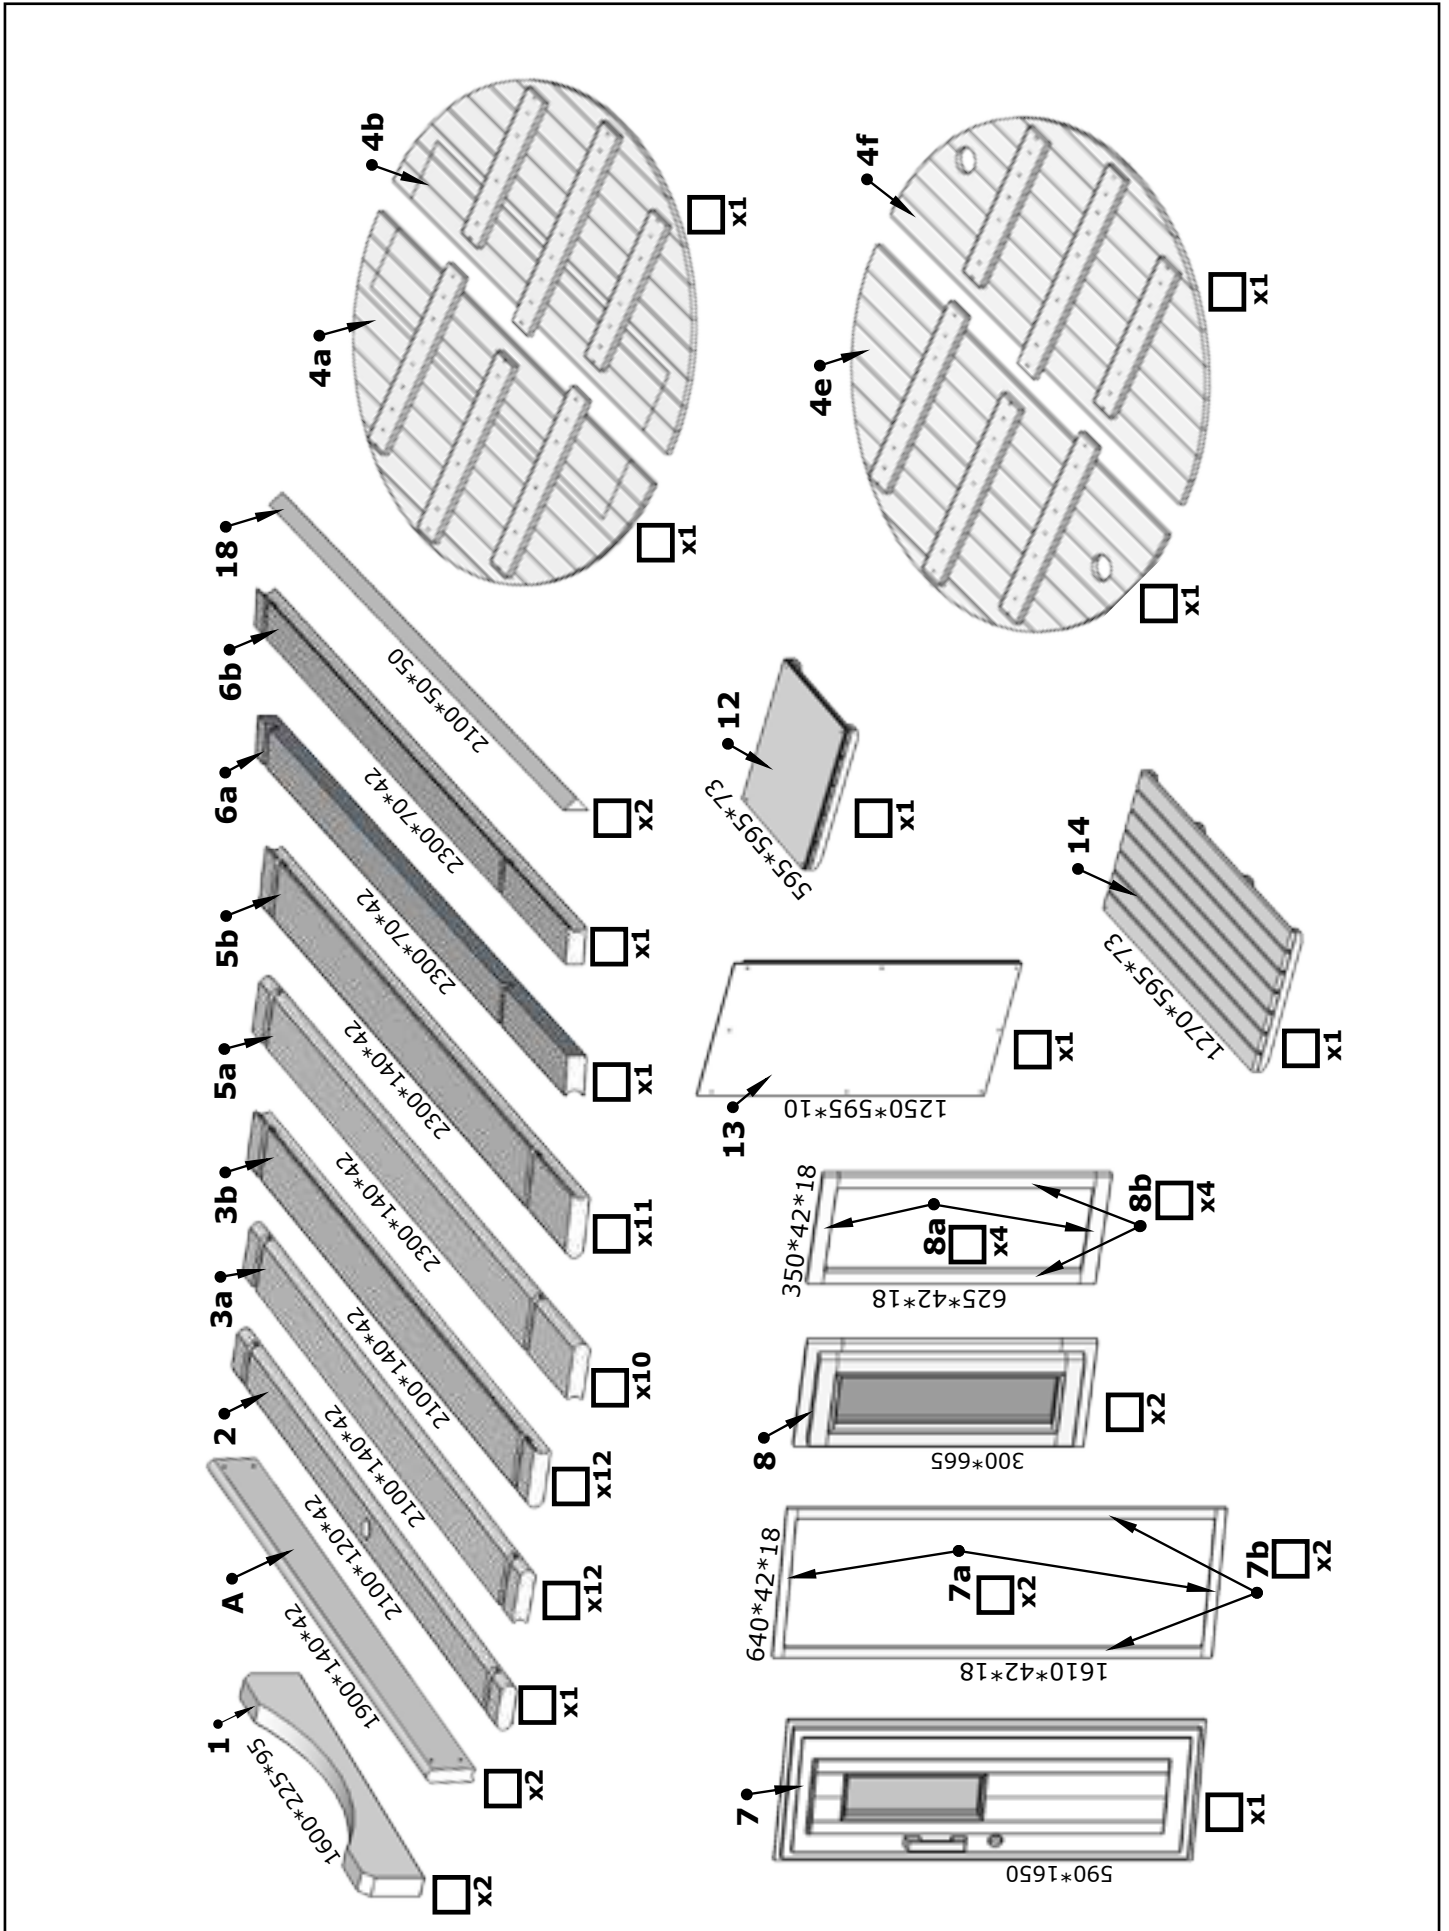 1
1600*225*95
x2
A
1900*140*42
x2
2
2100*120*42
x1
3a
2100*140*42
x12
3b
2100*140*42
x12
5a
2300*140*42
x10
5b
2300*140*42
x11
6a
2300*70*42
x1
6b
2300*70*42
x1
18
2100*50*50
x2
4a
x1
4b
x1
7
590*1650
x1
640*42*18
7a
x2
1610*42*18
7b
x2
8
300*665
x2
350*42*18
8a
x4
625*42*18
8b
x4
13
1250*595*10
x1
12
595*595*73
x1
14
1270*595*73
x1
4e
x1
4f
x1